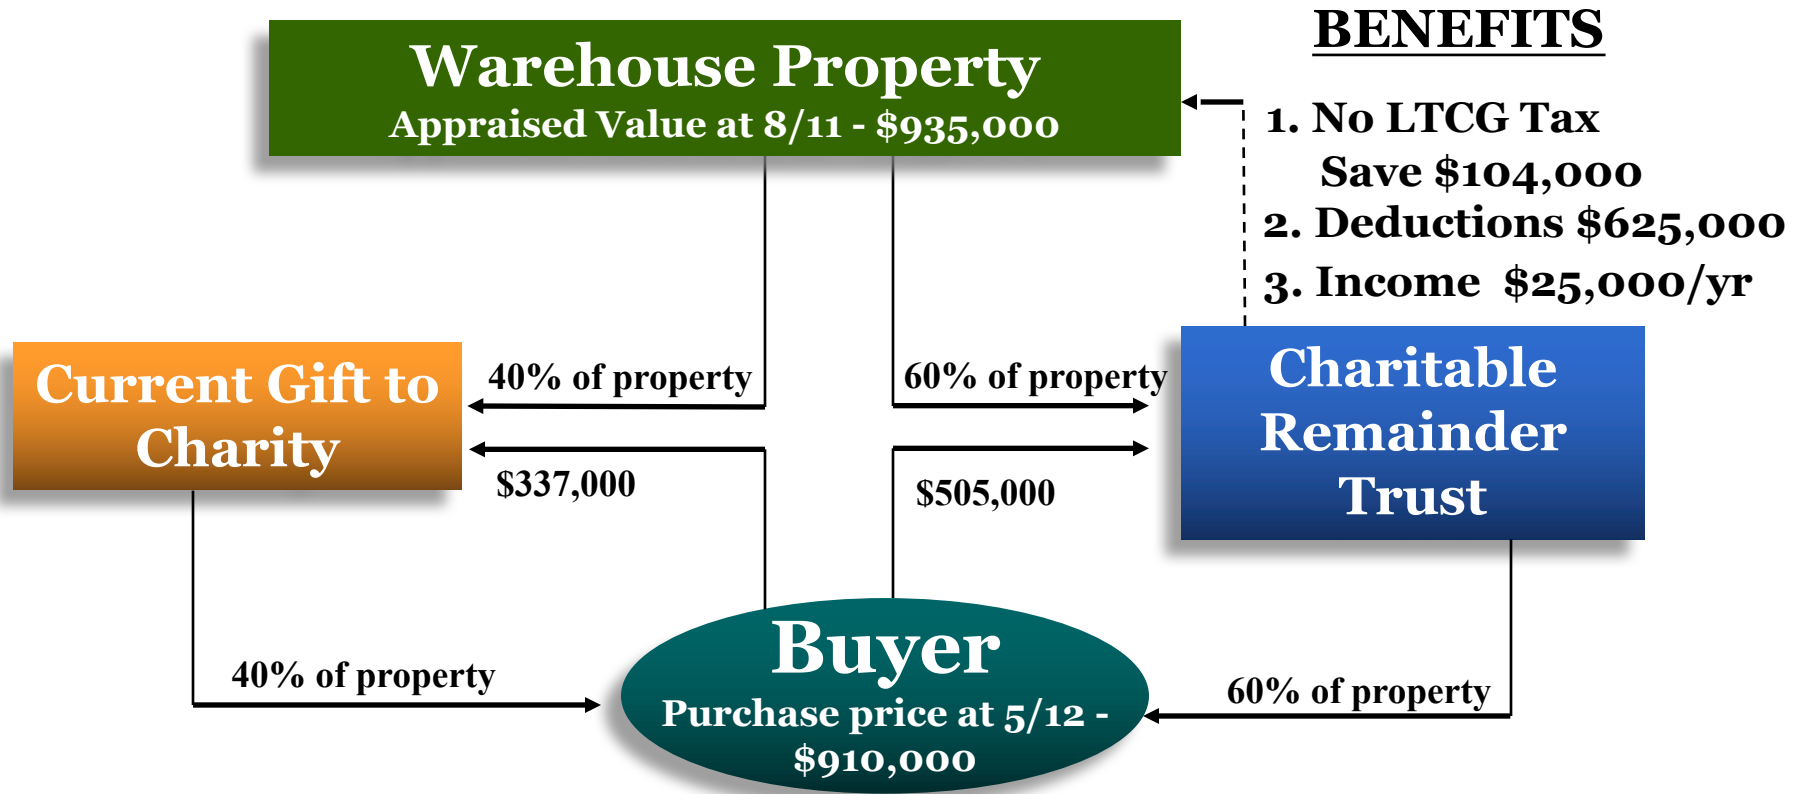 BENEFITS
Warehouse Property
Appraised Value at 8/11 - $935,000
1. No LTCG Tax
Save $104,000
2. Deductions $625,000
3. Income $25,000/yr
Current Gift to
Charity
40% of property
60% of property
Charitable
Remainder
Trust
$337,000
$505,000
Buyer
Purchase price at 5/12 -
$910,000
40% of property
60% of property